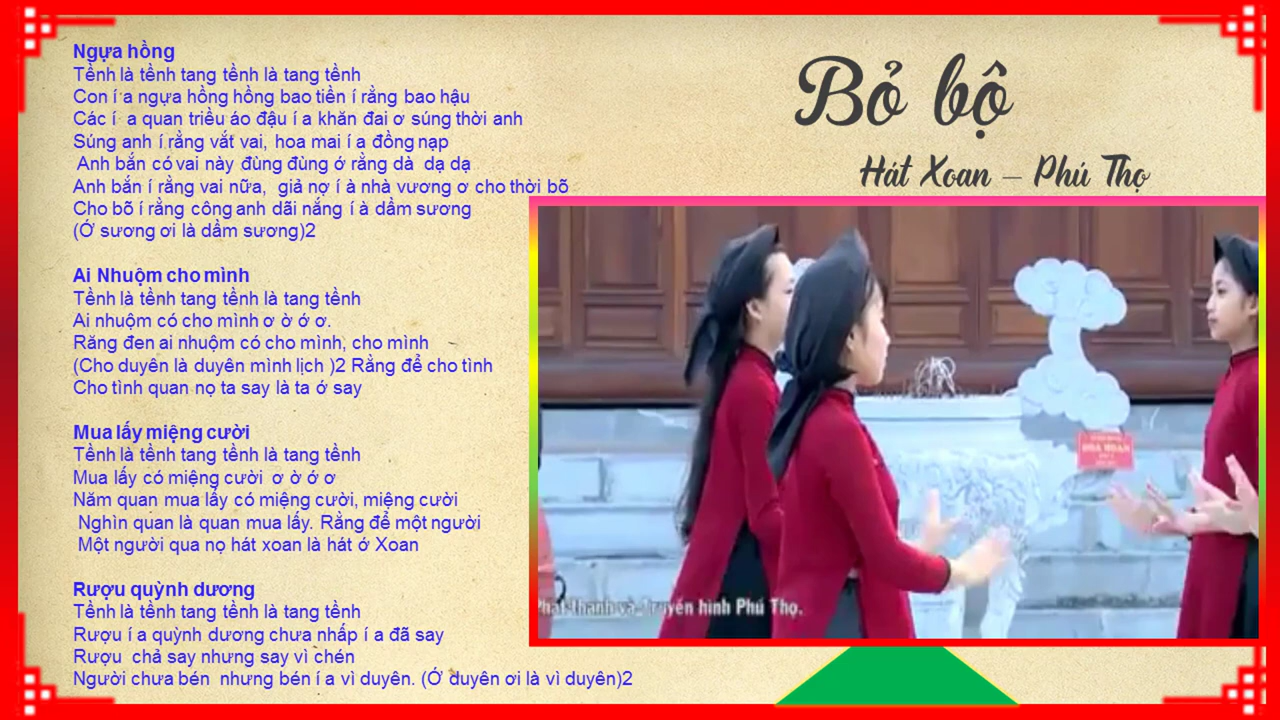 Bỏ bộ
Hát Xoan – Phú Thọ
Ngựa hồng
Tềnh là tềnh tang tềnh là tang tềnh
Con í a ngựa hồng hồng bao tiền í rằng bao hậu
Các í a quan triều áo đậu í a khăn đai ơ súng thời anh
Súng anh í rằng vắt vai, hoa mai í a đồng nạp
Anh bắn có vai này đùng đùng ớ rằng dà dạ dạ
Anh bắn í rằng vai nữa, giả nợ í à nhà vương ơ cho thời bõ
Cho bõ í rằng công anh dãi nắng í à dầm sương
(Ớ sương ơi là dầm sương)2
Ai Nhuộm cho mình
Tềnh là tềnh tang tềnh là tang tềnh
Ai nhuộm có cho mình ơ ờ ớ ơ.
Răng đen ai nhuộm có cho mình, cho mình
(Cho duyên là duyên mình lịch )2 Rằng để cho tình
Cho tình quan nọ ta say là ta ớ say
Mua lấy miệng cười
Tềnh là tềnh tang tềnh là tang tềnh
Mua lấy có miệng cười ơ ờ ớ ơ
Năm quan mua lấy có miệng cười, miệng cười
Nghìn quan là quan mua lấy. Rằng để một người
Một người qua nọ hát xoan là hát ớ Xoan
Rượu quỳnh dương
Tềnh là tềnh tang tềnh là tang tềnh
Rượu í a quỳnh dương chưa nhấp í a đã say
Rượu chả say nhưng say vì chén
Người chưa bén nhưng bén í a vì duyên. (Ớ duyên ơi là vì duyên)2
Phát thanh và Truyền hình Phú Thọ.